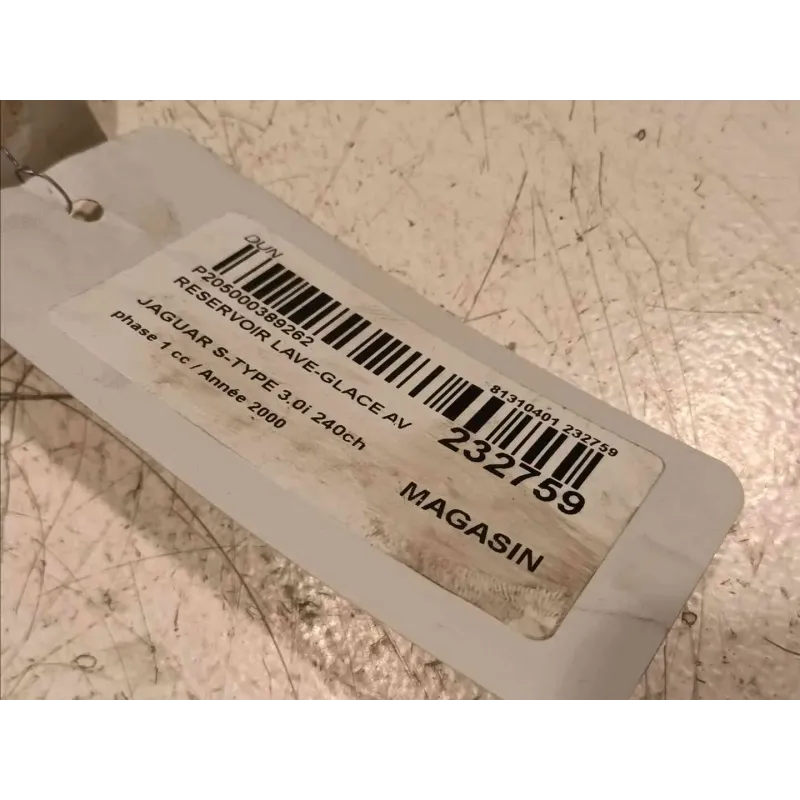 DUN
81310401 232759
P205000389262
232759
RESERVOIR LAVE-GLACE AV
JAGUAR S-TYPE 3.0i 240ch
phase 1 cc / Année 2000
MAGASIN